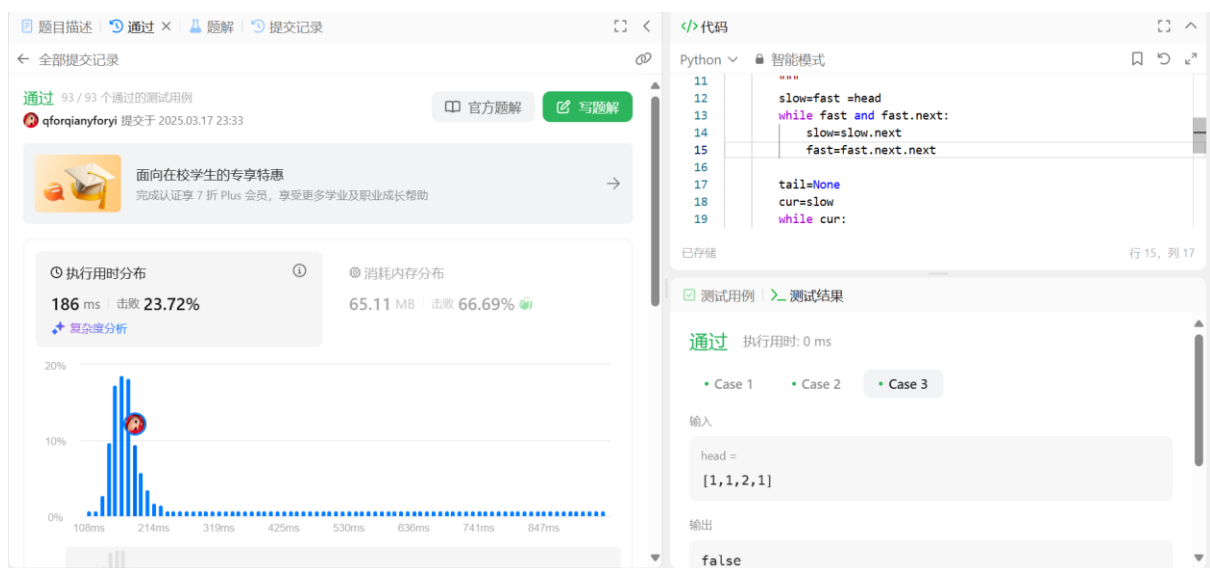 题目描述 通过 × 题解 提交记录
全部提交记录
通过 93 / 93 个通过的测试用例
官方题解 写题解
qforqianyforyi 提交于 2025.03.17 23:33
面向在校学生的专享特惠
完成认证享 7 折 Plus 会员，享受更多学业及职业成长帮助
执行用时分布
186 ms 击败 23.72%
复杂度分析
消耗内存分布
65.11 MB 击败 66.69%
20%
10%
0%
108ms 214ms 319ms 425ms 530ms 636ms 741ms 847ms
</>代码
Python 智能模式
11 """
12 slow=fast =head
13 while fast and fast.next:
14 slow=slow.next
15 fast=fast.next.next
16
17 tail=None
18 cur=slow
19 while cur:
已存储 行 15, 列 17
测试用例 >_ 测试结果
通过 执行用时: 0 ms
• Case 1 • Case 2 • Case 3
输入
head =
[1,1,2,1]
输出
false